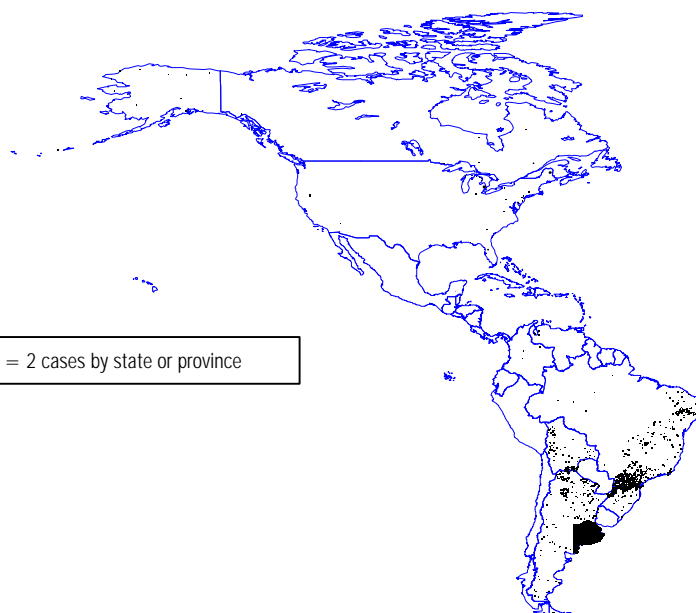 = 2 cases by state or province